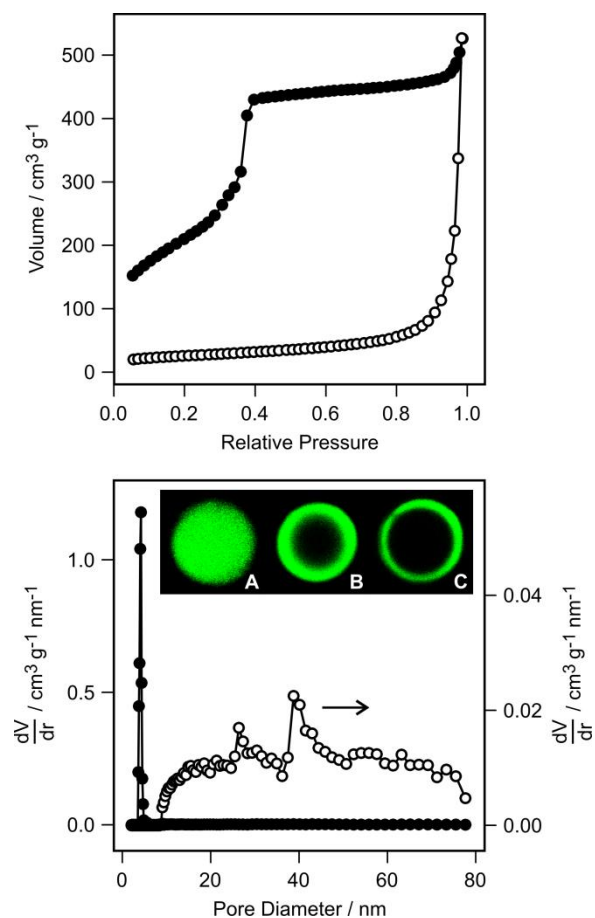 500
400
300
200
100
0
Volume / cm³ g⁻¹
0.0 0.2 0.4 0.6 0.8 1.0
Relative Pressure
A B C
1.0
0.5
0.0
dV/dr / cm³ g⁻¹ nm⁻¹
0.04
0.02
0.00
dV/dr / cm³ g⁻¹ nm⁻¹
0 20 40 60 80
Pore Diameter / nm